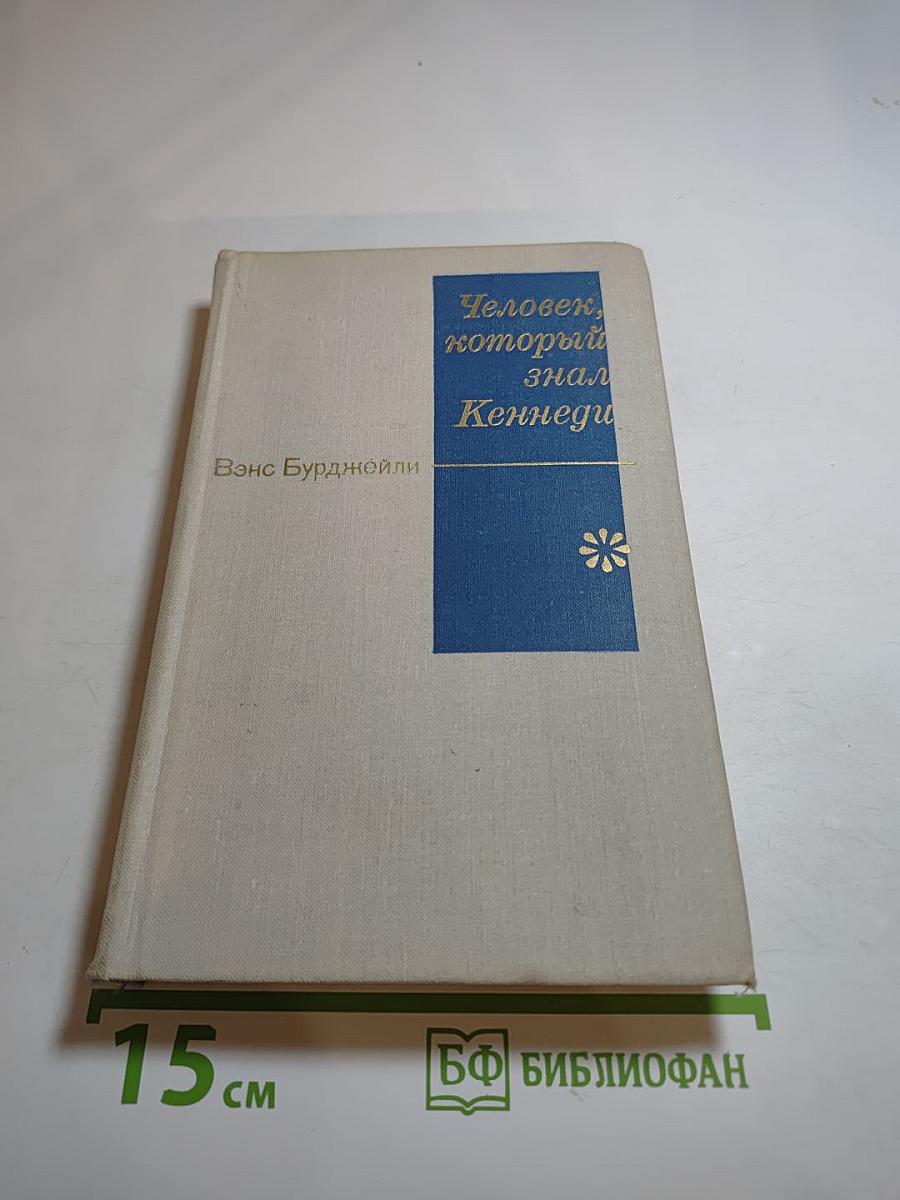 Человек,
который
знал
Кеннеди
Вэнс Бурджейли
15 см
БФ БИБЛИОФАН